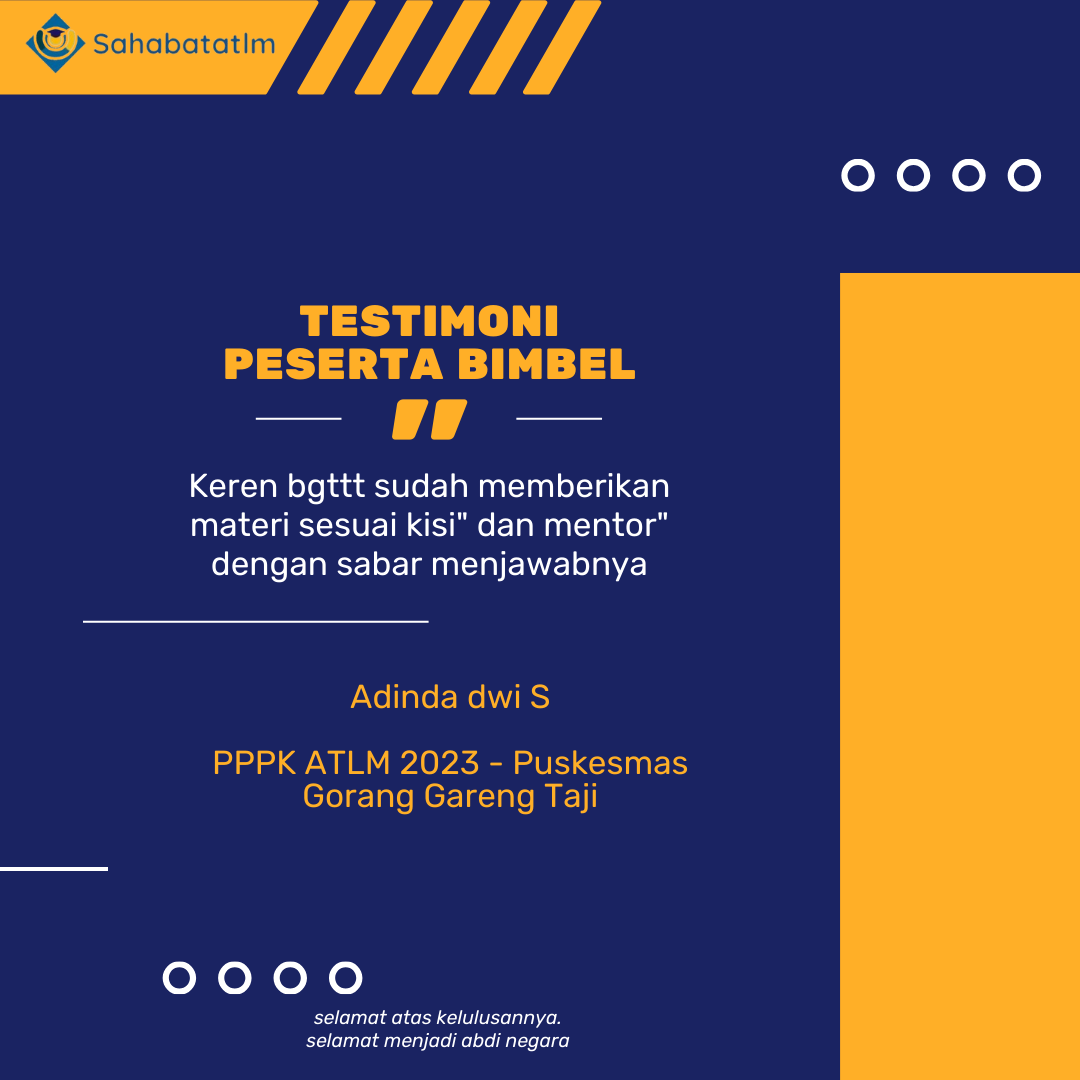 Sahabatatlm
TESTIMONI
PESERTA BIMBEL
"
Keren bgttt sudah memberikan
materi sesuai kisi" dan mentor"
dengan sabar menjawabnya
Adinda dwi S
PPPK ATLM 2023 - Puskesmas
Gorang Gareng Taji
selamat atas kelulusannya.
selamat menjadi abdi negara